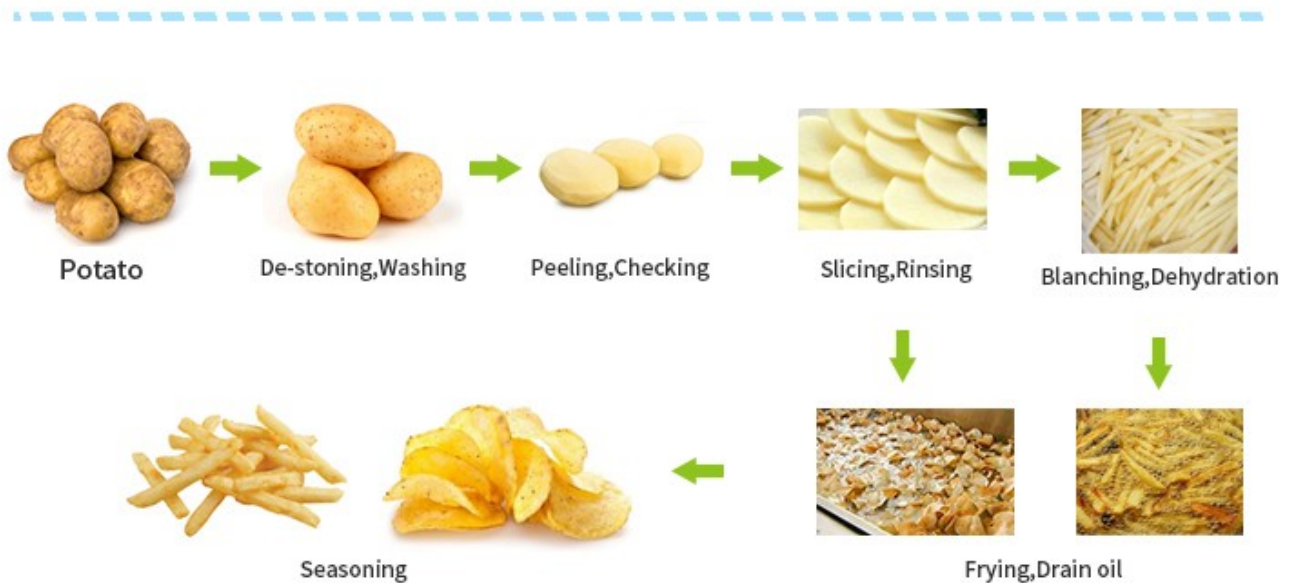 Potato
De-stoning,Washing
Peeling,Checking
Slicing,Rinsing
Blanching,Dehydration
Seasoning
Frying,Drain oil